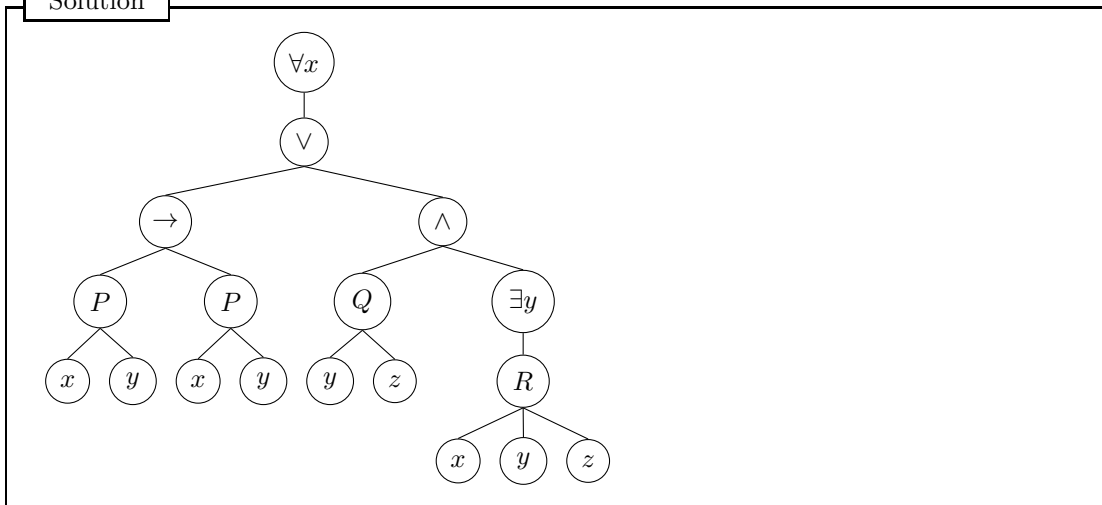 Solution
∀x
∨
→ ∧
P P Q ∃y
x y x y y z R
x y z